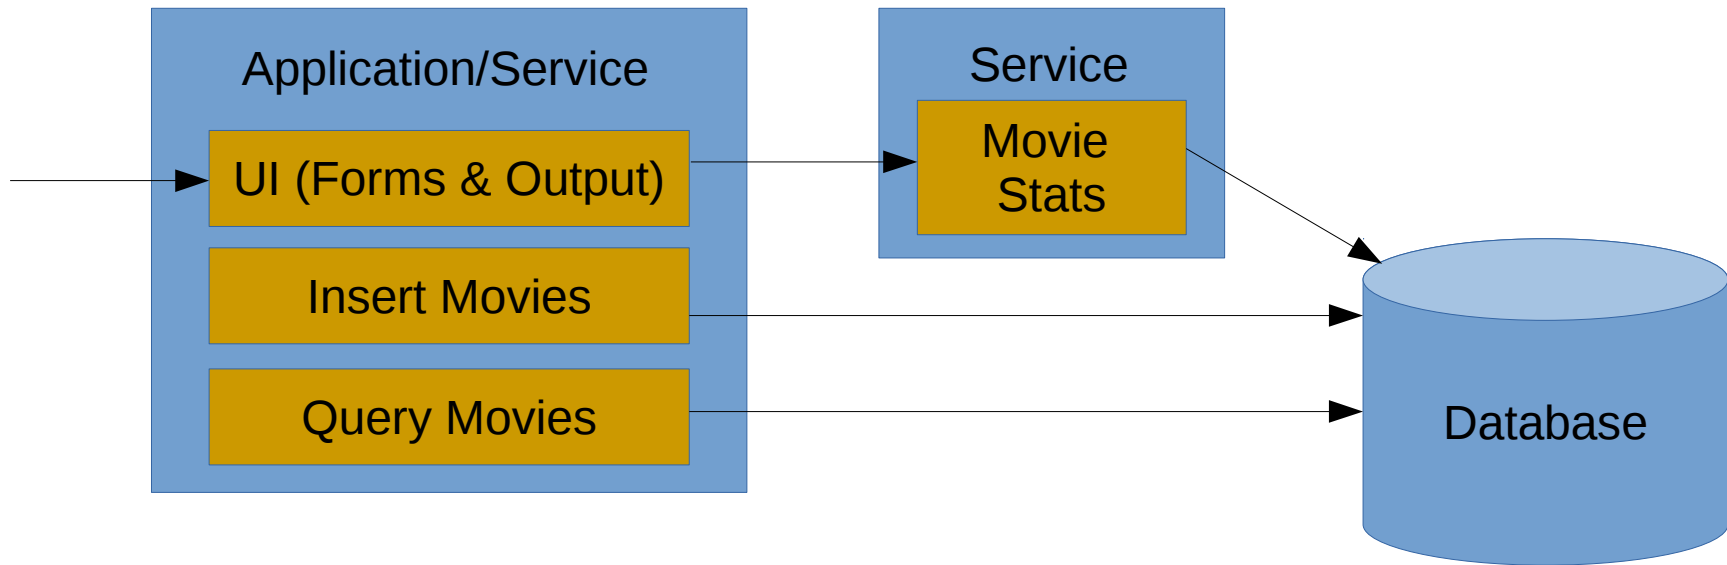 Application/Service
UI (Forms & Output)
Insert Movies
Query Movies
Service
Movie
Stats
Database